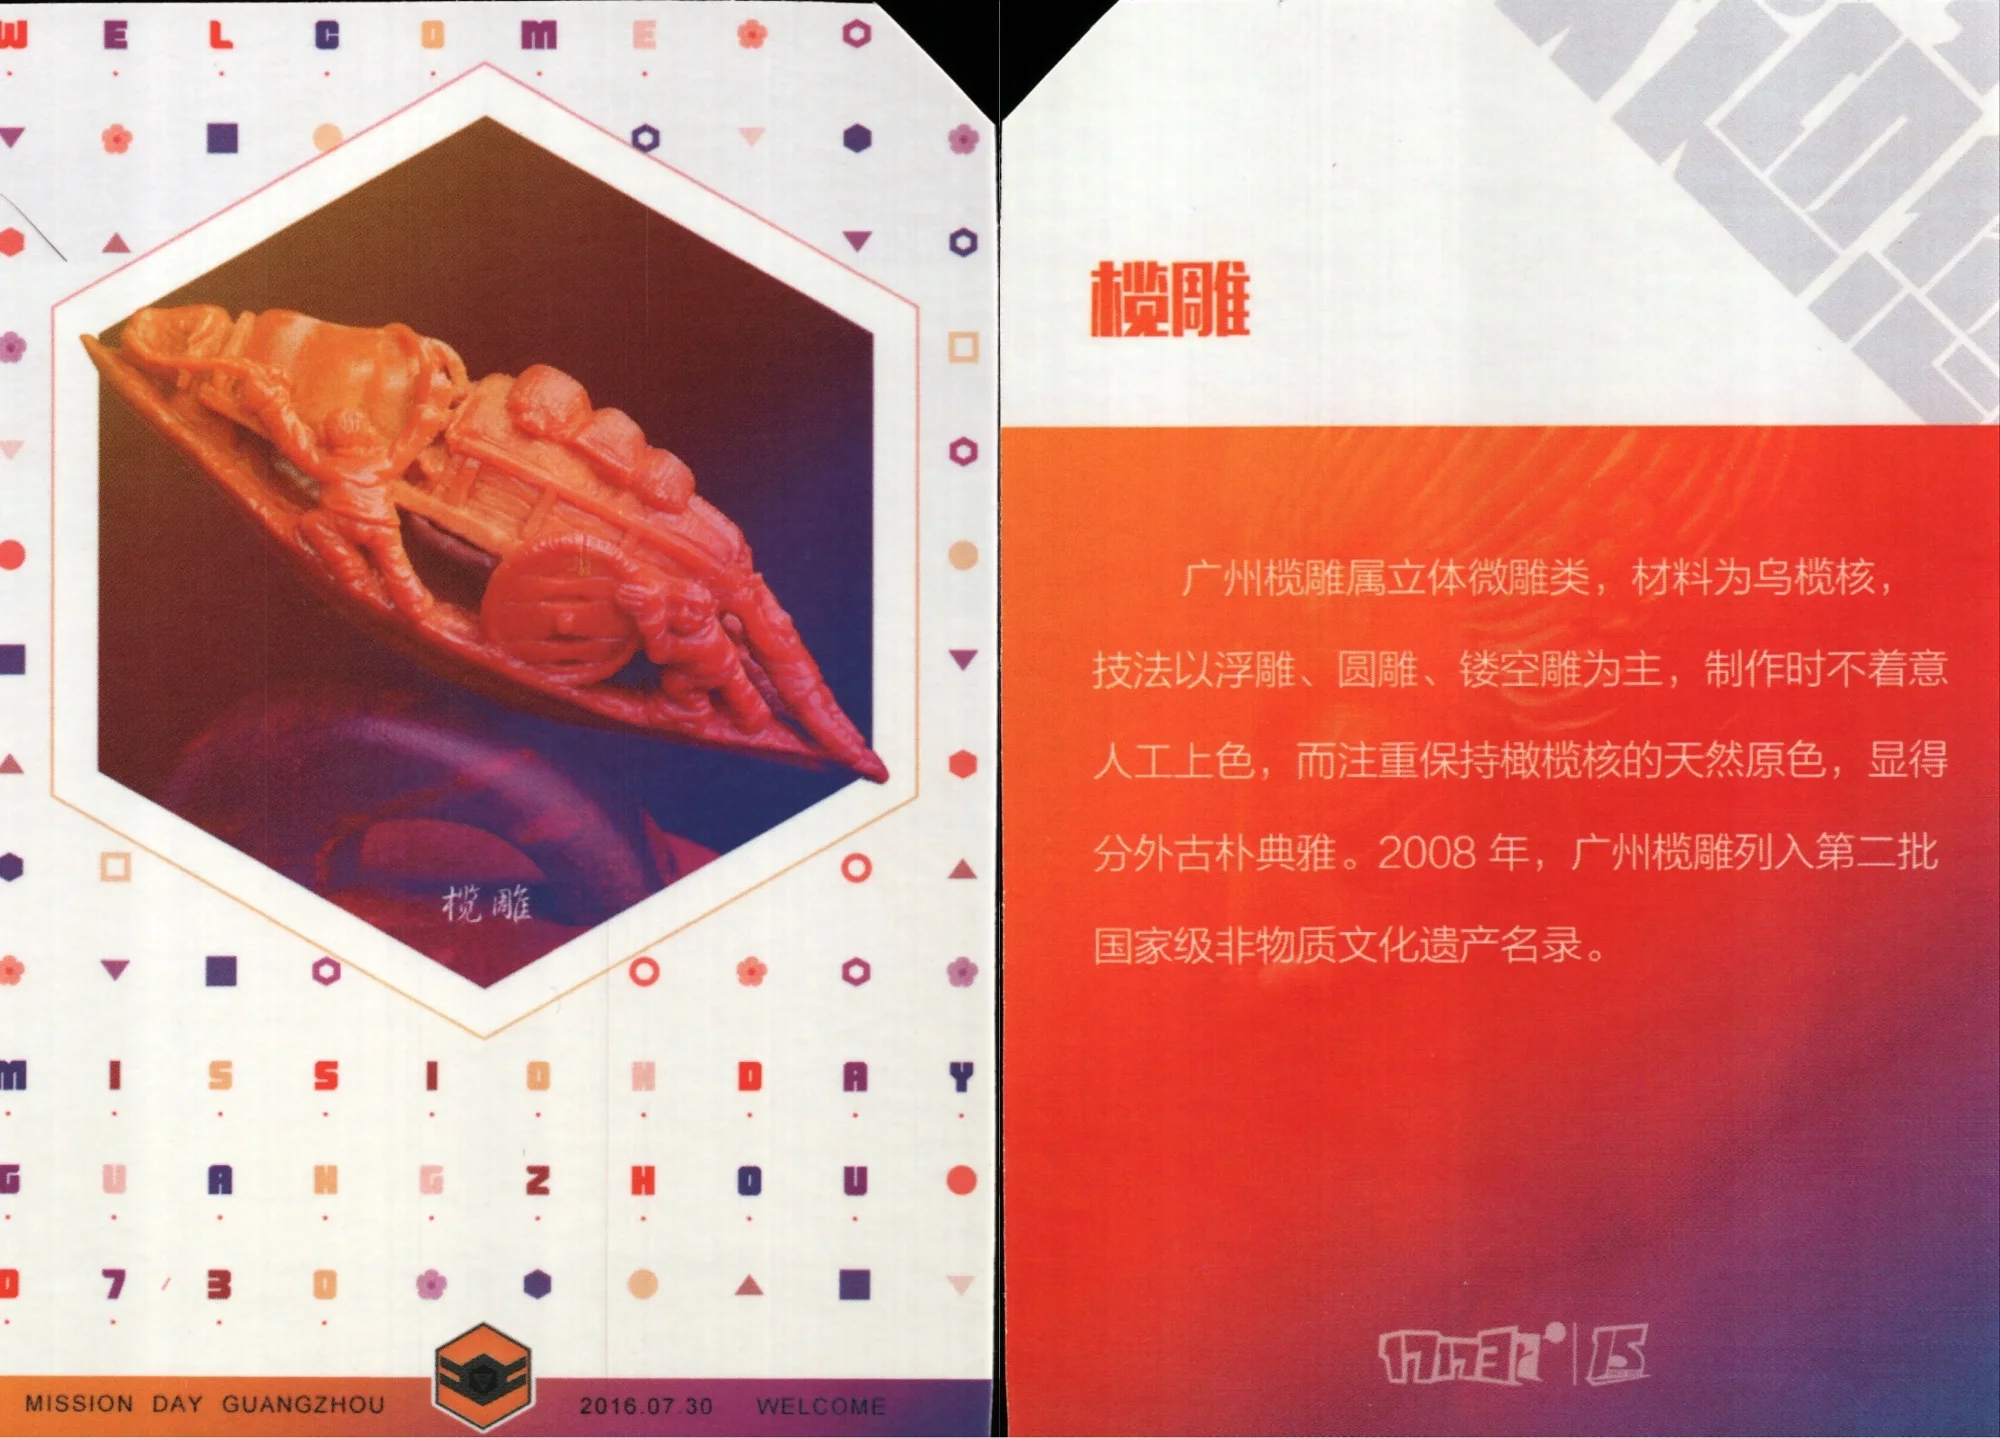 WELCOME
榄雕
MISSION DAY
GUANGZHOU
07/30
MISSION DAY GUANGZHOU
2016.07.30 WELCOME
榄雕
广州榄雕属立体微雕类，材料为乌榄核，
技法以浮雕、圆雕、镂空雕为主，制作时不着意
人工上色，而注重保持橄榄核的天然原色，显得
分外古朴典雅。2008 年，广州榄雕列入第二批
国家级非物质文化遗产名录。
17173 15